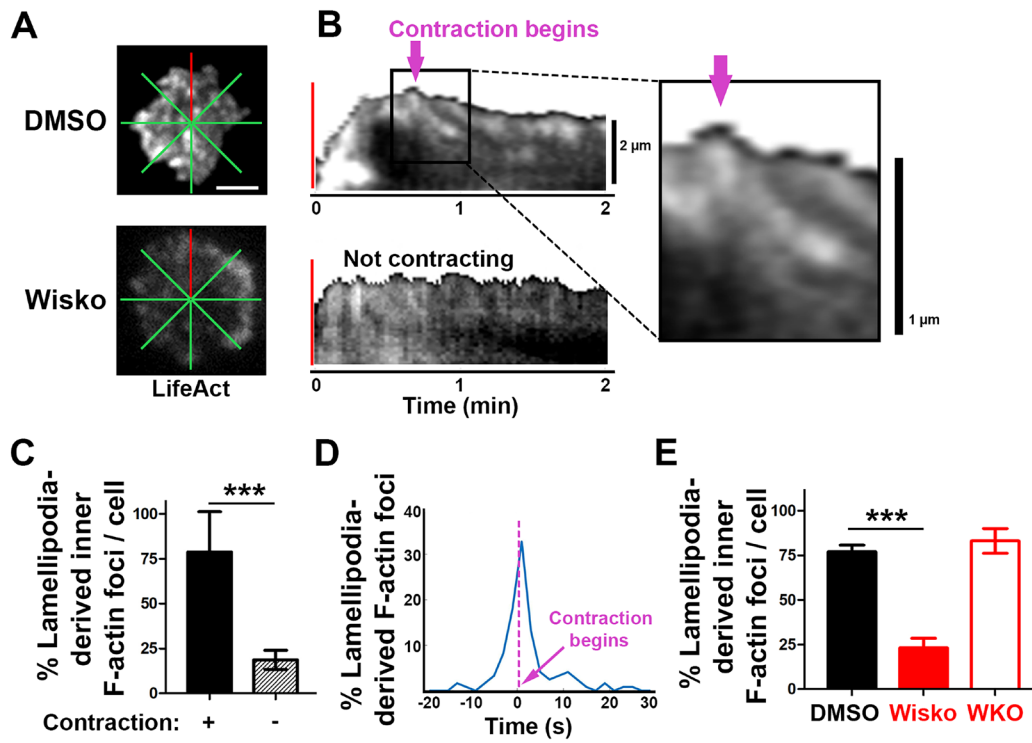 A
DMSO
Wisko
LifeAct
B
Contraction begins
2 µm
0 1 2
Not contracting
0 1 2
Time (min)
1 µm
C
% Lamellipodia-
derived inner
F-actin foci / cell
100
75
50
25
0
***
Contraction: + -
D
% Lamellipodia-
derived F-actin foci
40
30
20
10
Contraction
begins
-20 -10 0 10 20 30
Time (s)
E
% Lamellipodia-
derived inner
F-actin foci / cell
100
75
50
25
0
***
DMSO Wisko WKO